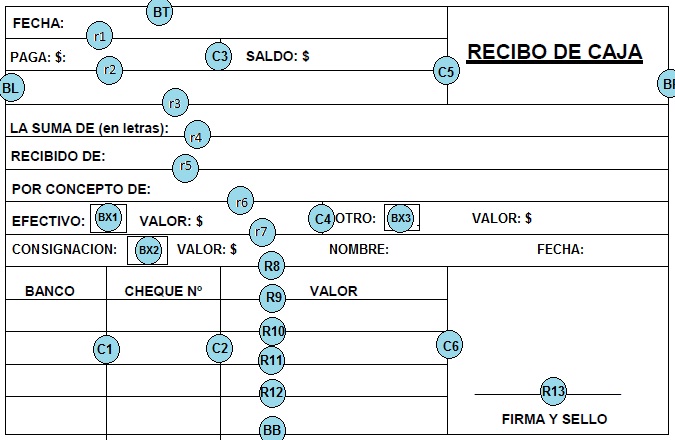 BT
FECHA:
r1
RECIBO DE CAJA
PAGA: $:
C3
SALDO: $
r2
C5
BL
r3
LA SUMA DE (en letras):
r4
RECIBIDO DE:
r5
POR CONCEPTO DE:
r6
EFECTIVO: BX1 VALOR: $ C4 OTRO: BX3 VALOR: $
r7
CONSIGNACION: BX2 VALOR: $ NOMBRE: FECHA:
R8
BANCO CHEQUE Nº VALOR
R9
R10
C1 C2 C6
R11
R12 R13
FIRMA Y SELLO
BB